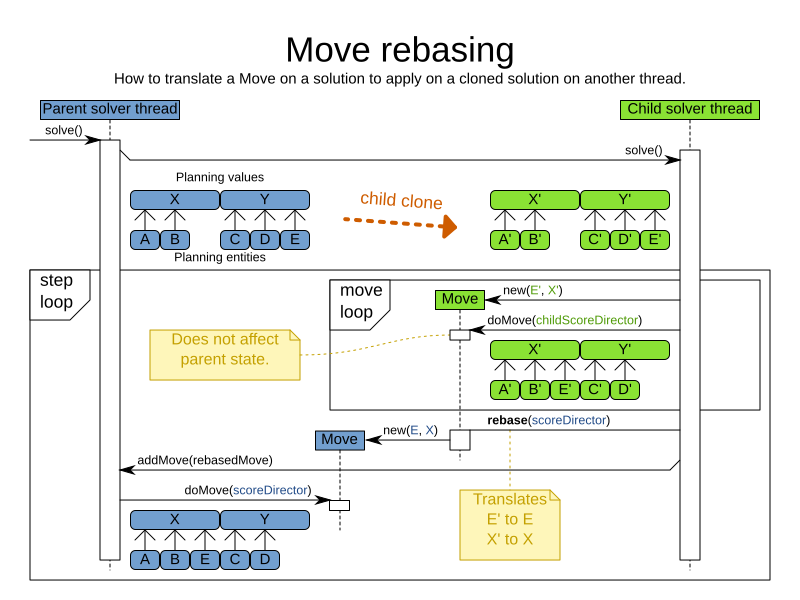 Move rebasing
How to translate a Move on a solution to apply on a cloned solution on another thread.
Parent solver thread
Child solver thread
solve()
solve()
Planning values
X Y
A B C D E
Planning entities
child clone
X' Y'
A' B' C' D' E'
step
loop
move
loop
Move
new(E', X')
doMove(childScoreDirector)
Does not affect
parent state.
X' Y'
A' B' E' C' D'
rebase(scoreDirector)
Move
new(E, X)
addMove(rebasedMove)
doMove(scoreDirector)
Translates
E' to E
X' to X
X Y
A B E C D